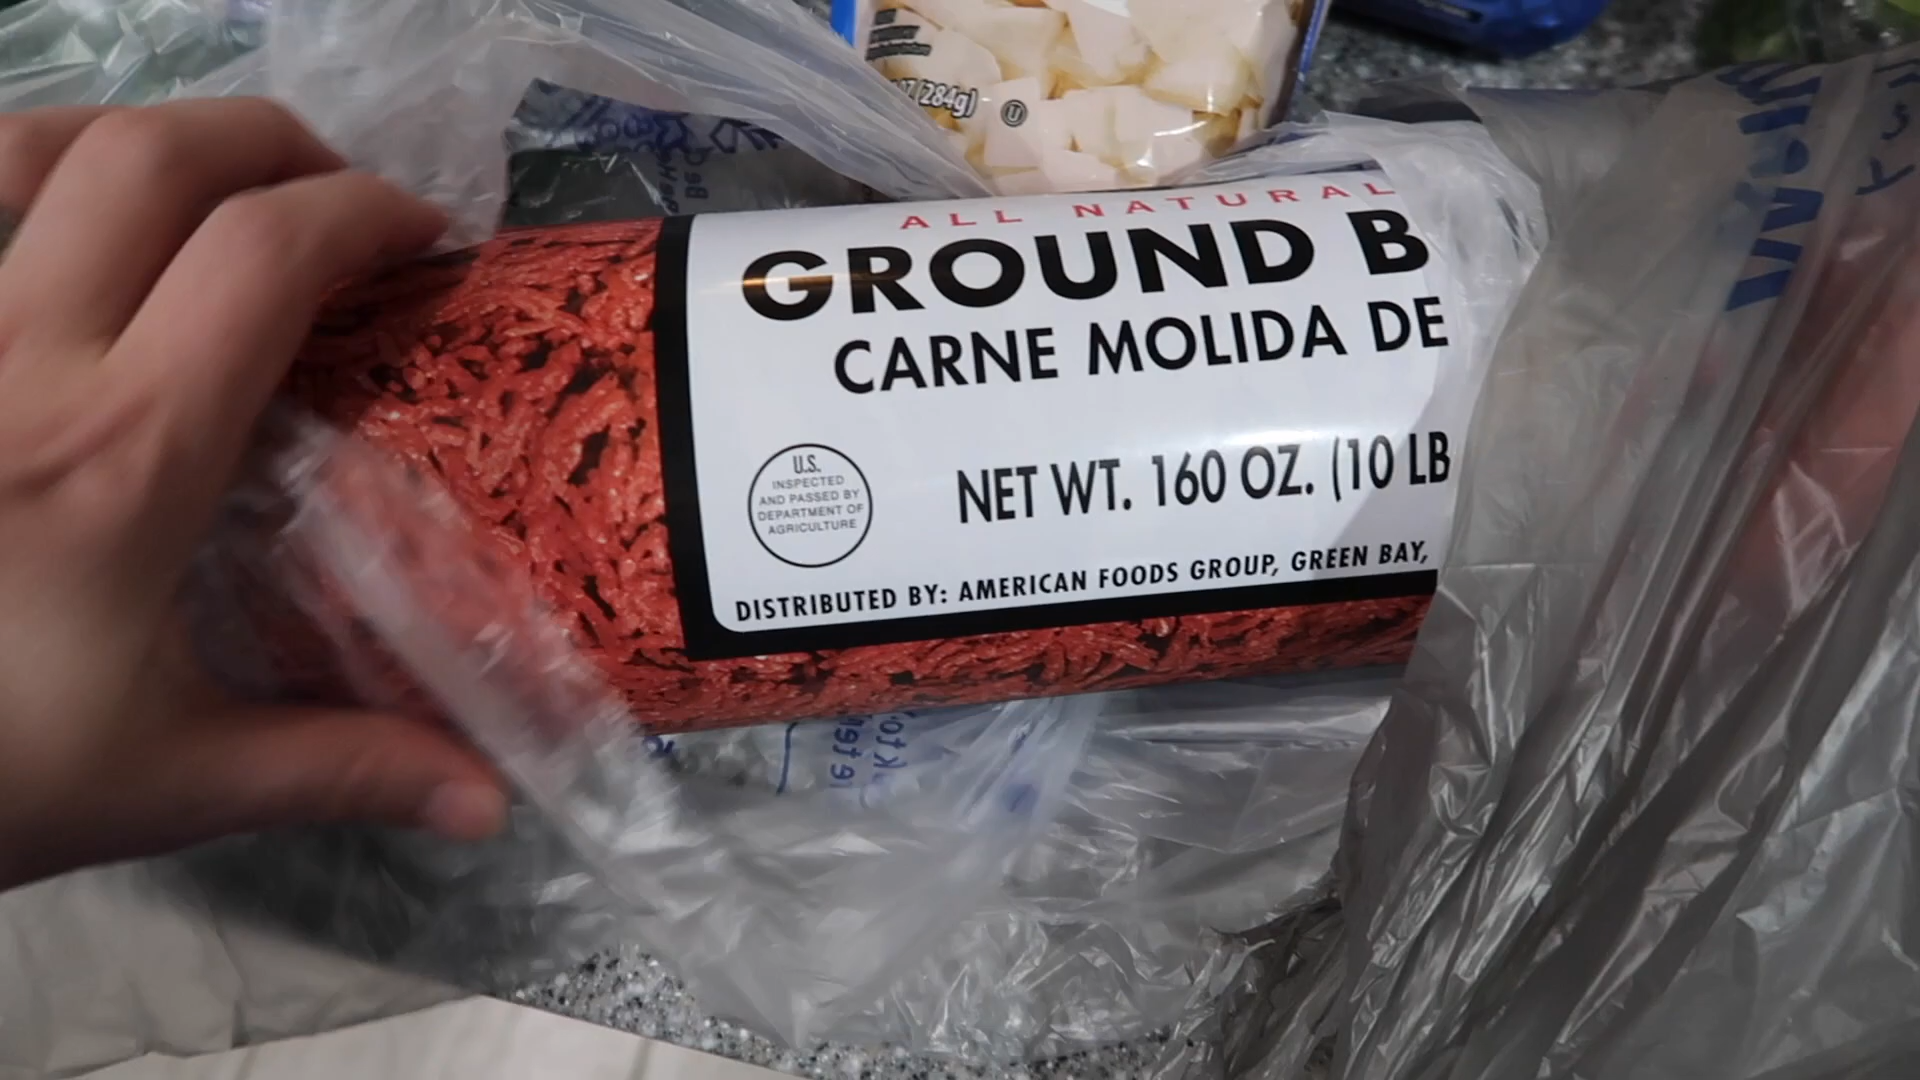 (284g)
U
ALL NATURAL
GROUND B
CARNE MOLIDA DE
U.S.
INSPECTED
AND PASSED BY
DEPARTMENT OF
AGRICULTURE
NET WT. 160 OZ. (10 LB
DISTRIBUTED BY: AMERICAN FOODS GROUP, GREEN BAY,